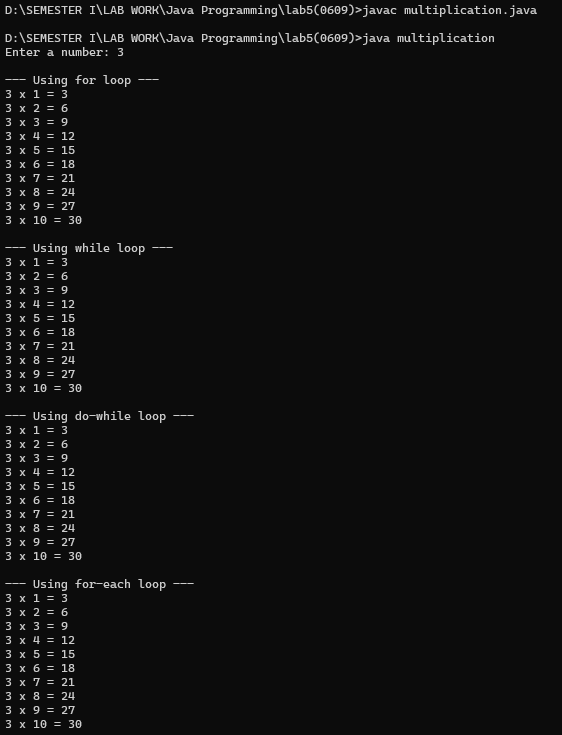 D:\SEMESTER I\LAB WORK\Java Programming\lab5(0609)>javac multiplication.java
D:\SEMESTER I\LAB WORK\Java Programming\lab5(0609)>java multiplication
Enter a number: 3
--- Using for loop ---
3 x 1 = 3
3 x 2 = 6
3 x 3 = 9
3 x 4 = 12
3 x 5 = 15
3 x 6 = 18
3 x 7 = 21
3 x 8 = 24
3 x 9 = 27
3 x 10 = 30
--- Using while loop ---
3 x 1 = 3
3 x 2 = 6
3 x 3 = 9
3 x 4 = 12
3 x 5 = 15
3 x 6 = 18
3 x 7 = 21
3 x 8 = 24
3 x 9 = 27
3 x 10 = 30
--- Using do-while loop ---
3 x 1 = 3
3 x 2 = 6
3 x 3 = 9
3 x 4 = 12
3 x 5 = 15
3 x 6 = 18
3 x 7 = 21
3 x 8 = 24
3 x 9 = 27
3 x 10 = 30
--- Using for-each loop ---
3 x 1 = 3
3 x 2 = 6
3 x 3 = 9
3 x 4 = 12
3 x 5 = 15
3 x 6 = 18
3 x 7 = 21
3 x 8 = 24
3 x 9 = 27
3 x 10 = 30